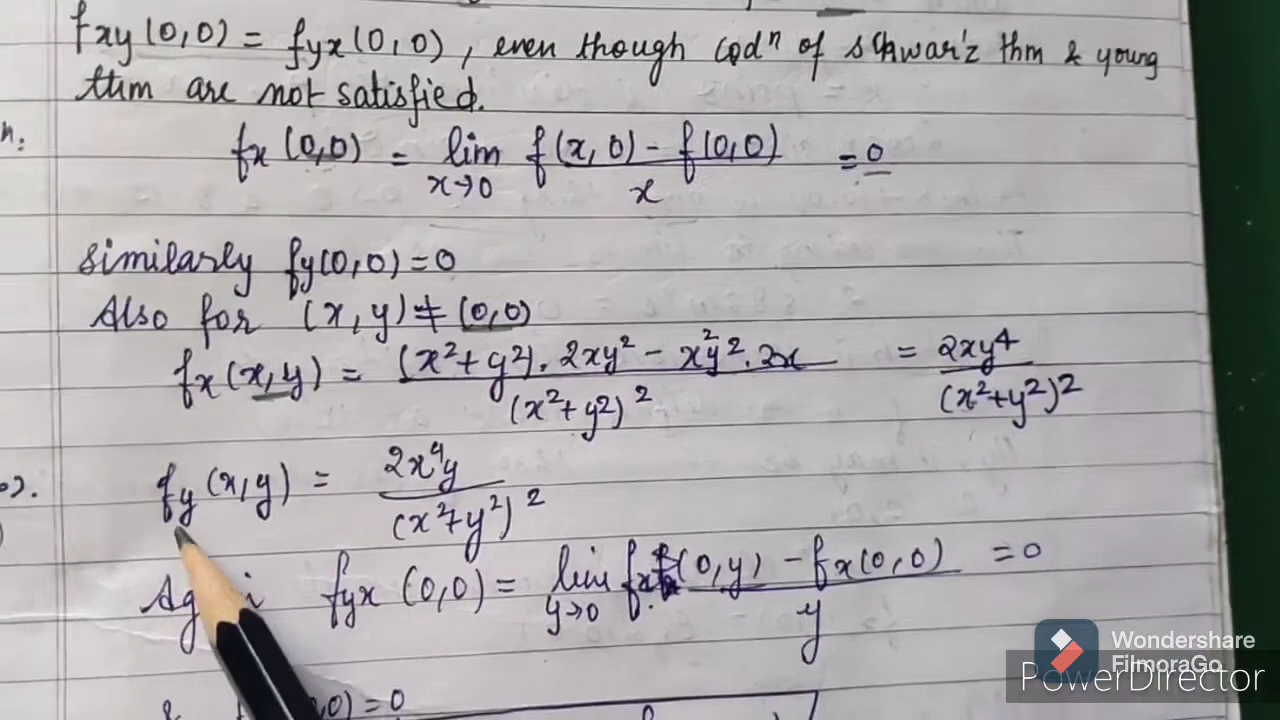 fxy (0,0) = fyx (0,0), even though codⁿ of schwar'z thm & young
thm are not satisfied.
n.
fx (0,0) = lim x→0 f(x,0) - f(0,0) / x = 0
similarly fy(0,0) = 0
Also for (x,y) ≠ (0,0)
fx (x,y) = (x²+y²). 2xy² - x²y². 2x / (x²+y²)² = 2xy⁴ / (x²+y²)²
fy (x,y) = 2x⁴y / (x²+y²)²
fyx (0,0) = lim y→0 fx (0,y) - fx (0,0) / y = 0
& 0) = 0
Wondershare
FilmoraGo
PowerDirector